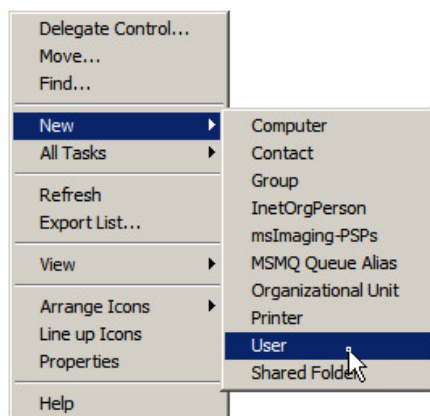 Delegate Control...
Move...
Find...
New
All Tasks
Refresh
Export List...
View
Arrange Icons
Line up Icons
Properties
Help
Computer
Contact
Group
InetOrgPerson
msImaging-PSPs
MSMQ Queue Alias
Organizational Unit
Printer
User
Shared Folder